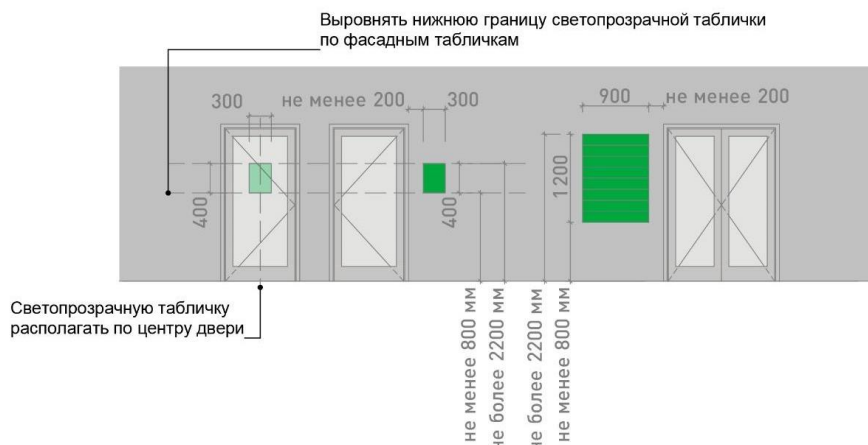 Выровнять нижнюю границу светопрозрачной таблички
по фасадным табличкам
300
не менее 200
300
900
не менее 200
400
400
1200
Светопрозрачную табличку
располагать по центру двери
не менее 800 мм
не более 2200 мм
не более 2200 мм
не менее 800 мм